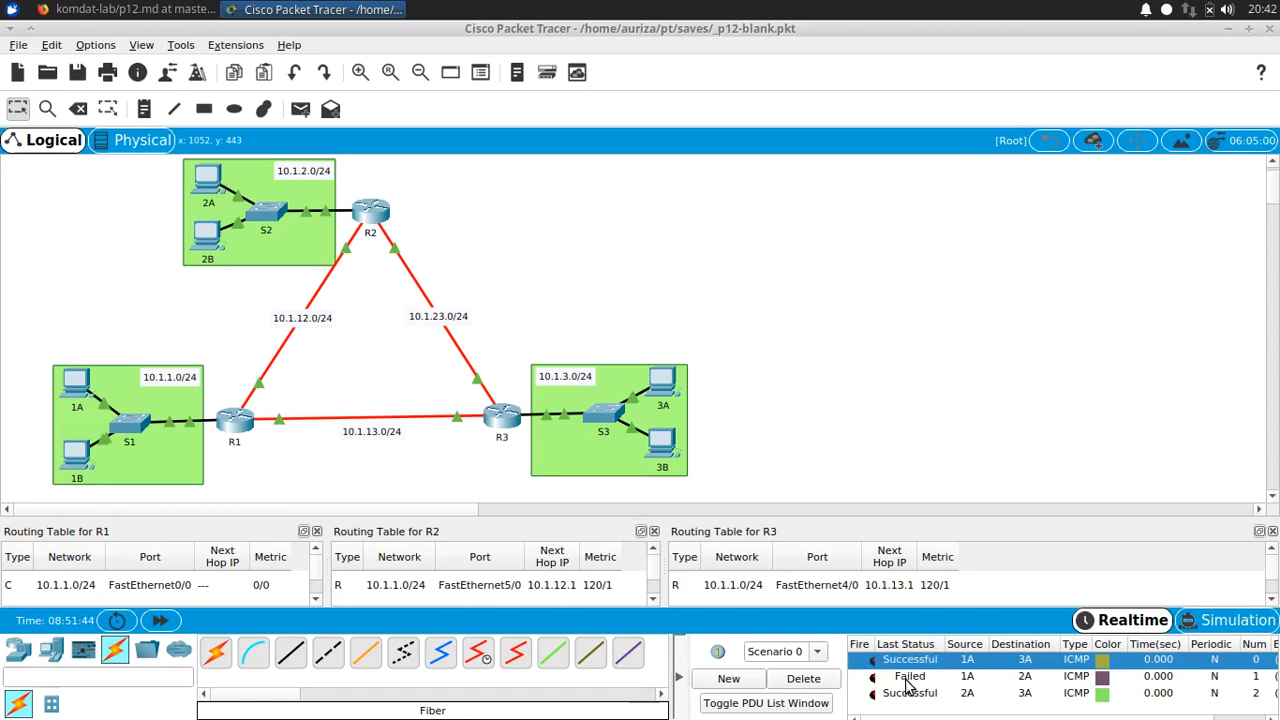 komdat-lab/p12.md at maste...
Cisco Packet Tracer - /home/...
20:42
Cisco Packet Tracer - /home/auriza/pt/saves/_p12-blank.pkt
File Edit Options View Tools Extensions Help
Logical Physical x: 1052, y: 443 [Root] 06:05:00
10.1.2.0/24
2A
S2
R2
2B
10.1.12.0/24
10.1.23.0/24
10.1.1.0/24
10.1.3.0/24
1A
3A
S1
R1
10.1.13.0/24
R3
S3
1B
3B
Routing Table for R1
Type Network Port Next Hop IP Metric
C 10.1.1.0/24 FastEthernet0/0 --- 0/0
Routing Table for R2
Type Network Port Next Hop IP Metric
R 10.1.1.0/24 FastEthernet5/0 10.1.12.1 120/1
Routing Table for R3
Type Network Port Next Hop IP Metric
R 10.1.1.0/24 FastEthernet4/0 10.1.13.1 120/1
Time: 08:51:44
Realtime Simulation
Fiber
Scenario 0
New Delete
Toggle PDU List Window
Fire Last Status Source Destination Type Color Time(sec) Periodic Num
Successful 1A 3A ICMP 0.000 N 0
Failed 1A 2A ICMP 0.000 N 1
Successful 2A 3A ICMP 0.000 N 2